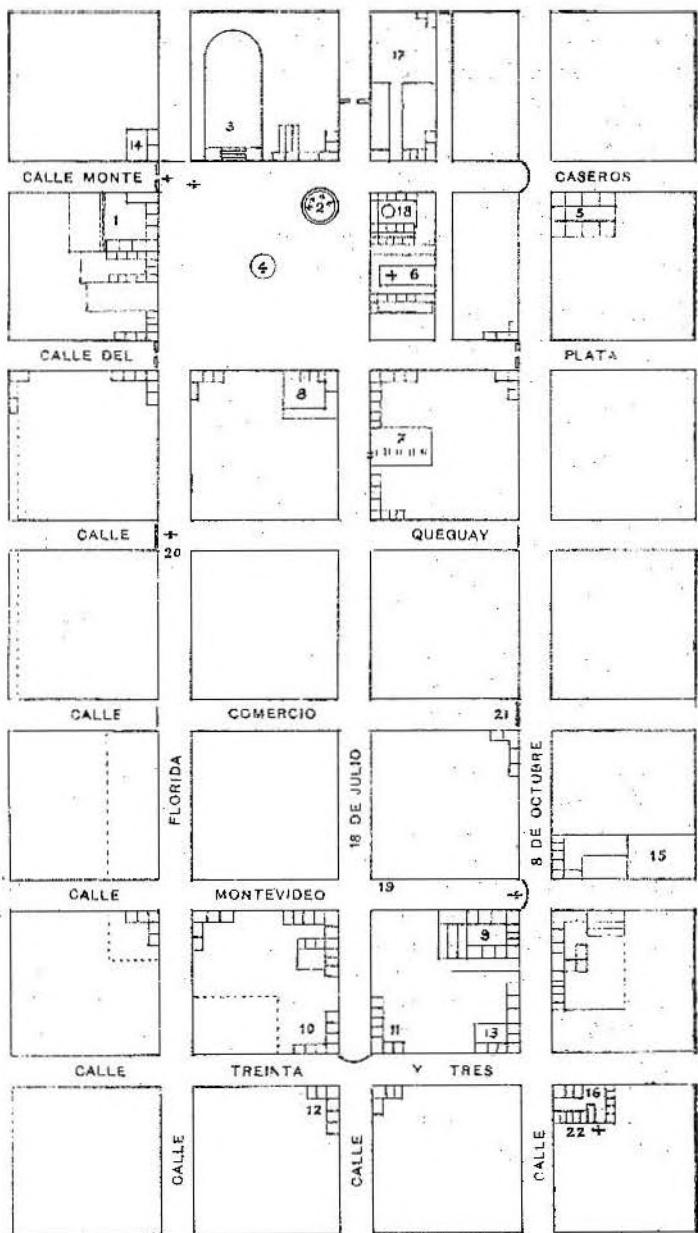 17
3
14
CALLE MONTE CASEROS
1
2
18
5
4
6
CALLE DEL PLATA
8
7
CALLE QUEGUAY
20
CALLE COMERCIO 21
FLORIDA
18 DE JULIO
8 DE OCTUBRE
15
CALLE MONTEVIDEO 19
9
10
11
13
CALLE TREINTA Y TRES
12
16
22
CALLE
CALLE
CALLE